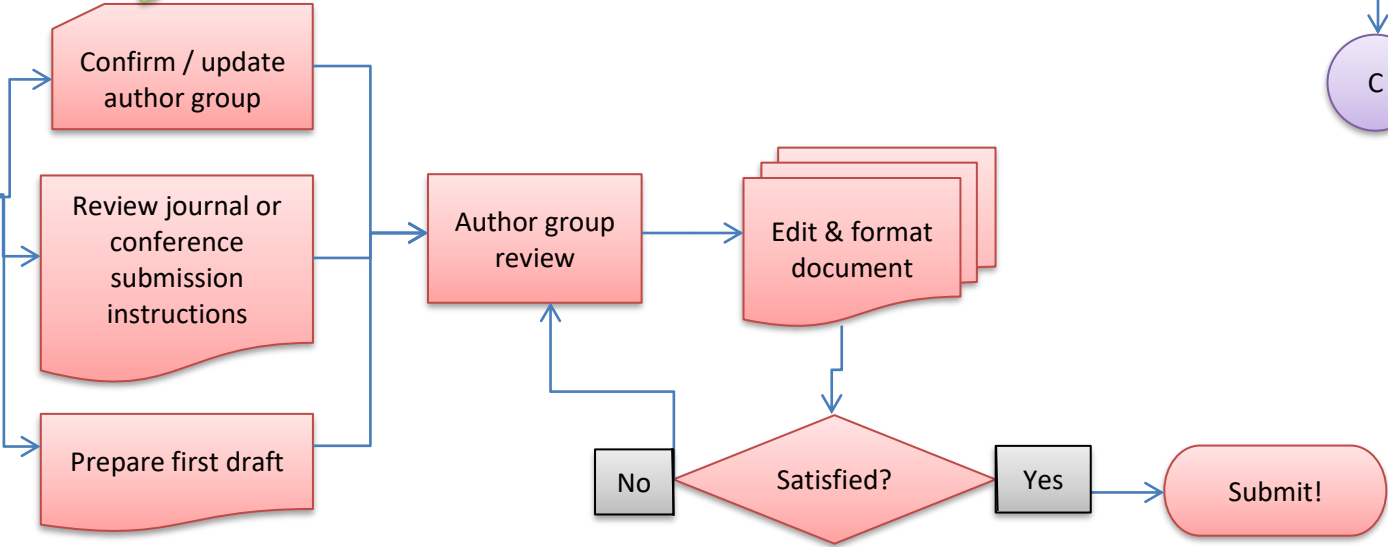 Confirm / update
author group
C
Review journal or
conference
submission
instructions
Author group
review
Edit & format
document
Prepare first draft
No
Satisfied?
Yes
Submit!